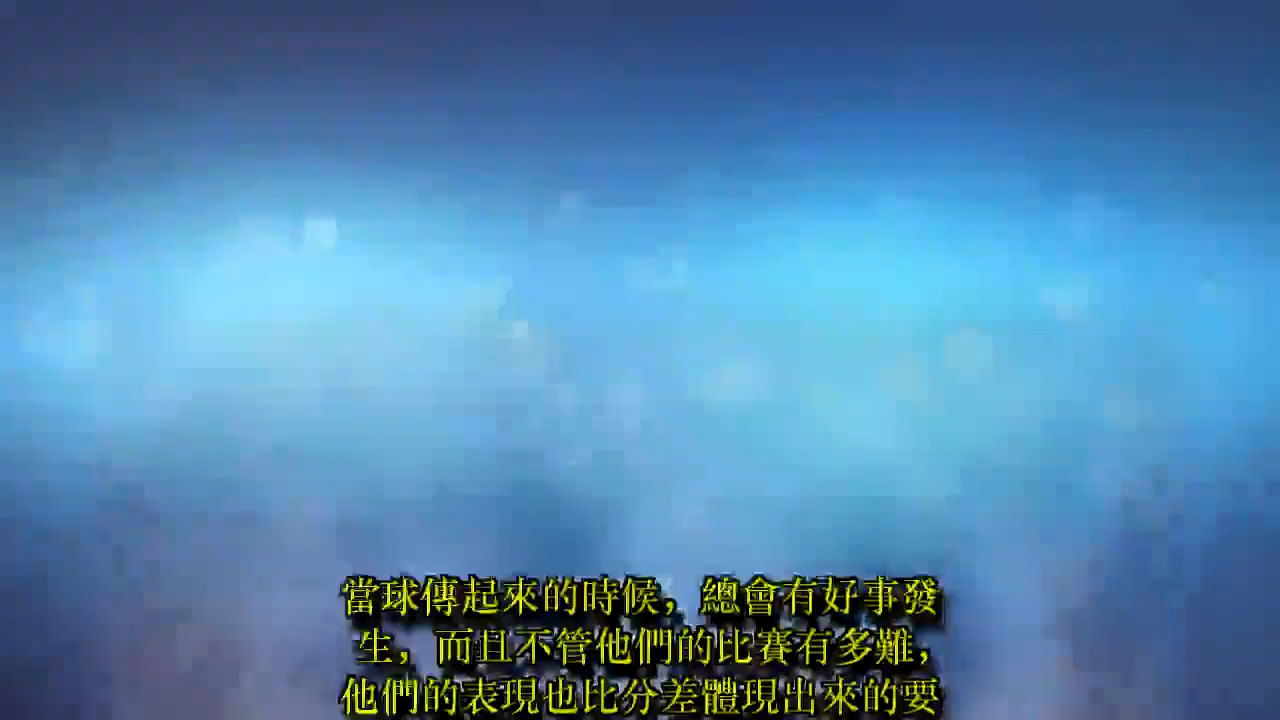 當球傳起來的時候，總會有好事發
生，而且不管他們的比賽有多難，
他們的表現也比分差體現出來的要